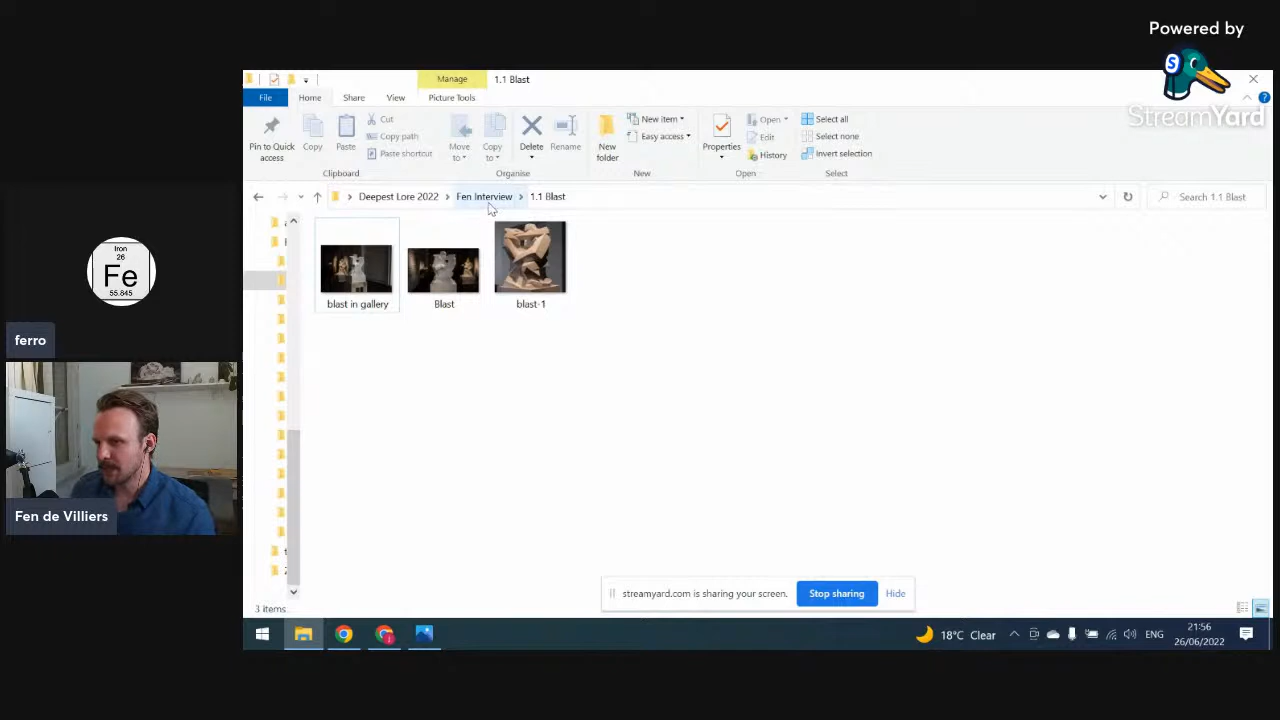 Powered by
StreamYard
Manage
1.1 Blast
File
Home
Share
View
Picture Tools
Pin to Quick access
Copy
Paste
Cut
Copy path
Paste shortcut
Clipboard
Move to
Copy to
Delete
Rename
Organise
New folder
New item
Easy access
New
Properties
Open
Edit
History
Open
Select all
Select none
Invert selection
Select
Deepest Lore 2022 > Fen Interview > 1.1 Blast
Search 1.1 Blast
blast in gallery
Blast
blast-1
Iron
26
Fe
55.845
ferro
Fen de Villiers
streamyard.com is sharing your screen.
Stop sharing
Hide
3 items
18°C Clear
ENG
21:56
26/06/2022